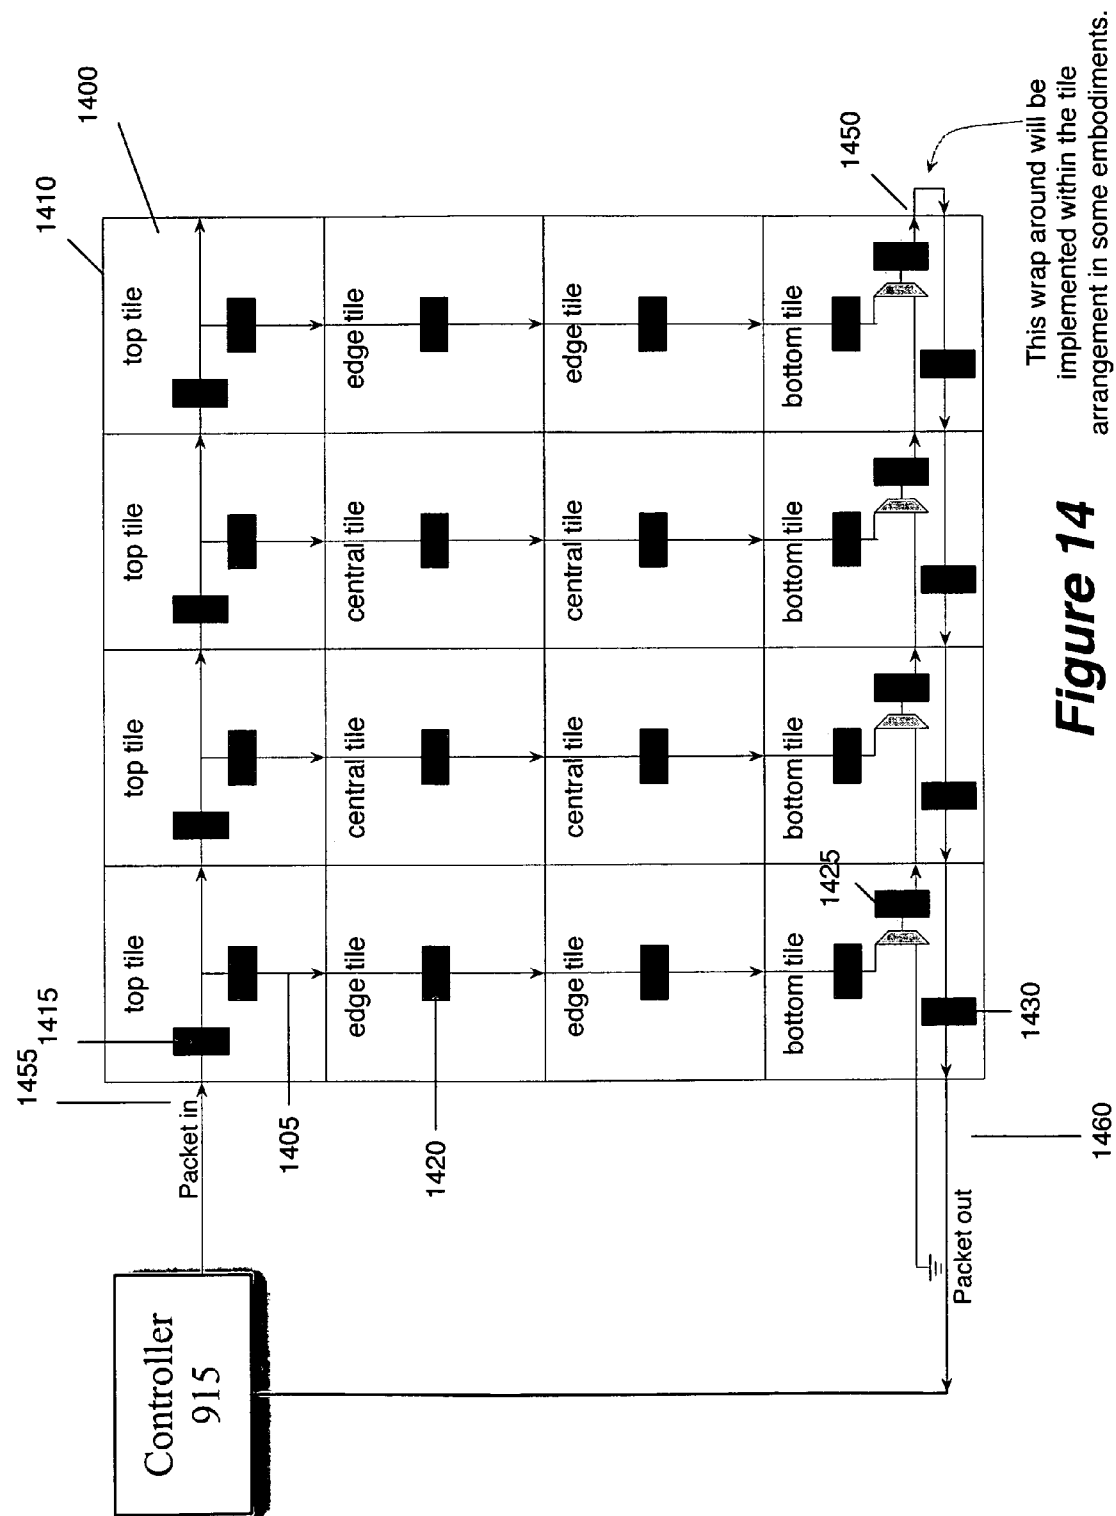 1455
1415
1410
1400
Controller
915
Packet in
top tile
top tile
top tile
top tile
1405
edge tile
central tile
central tile
edge tile
1420
edge tile
central tile
central tile
edge tile
bottom tile
bottom tile
bottom tile
bottom tile
1425
1450
Packet out
1430
1460
This wrap around will be
implemented within the tile
arrangement in some embodiments.
Figure 14